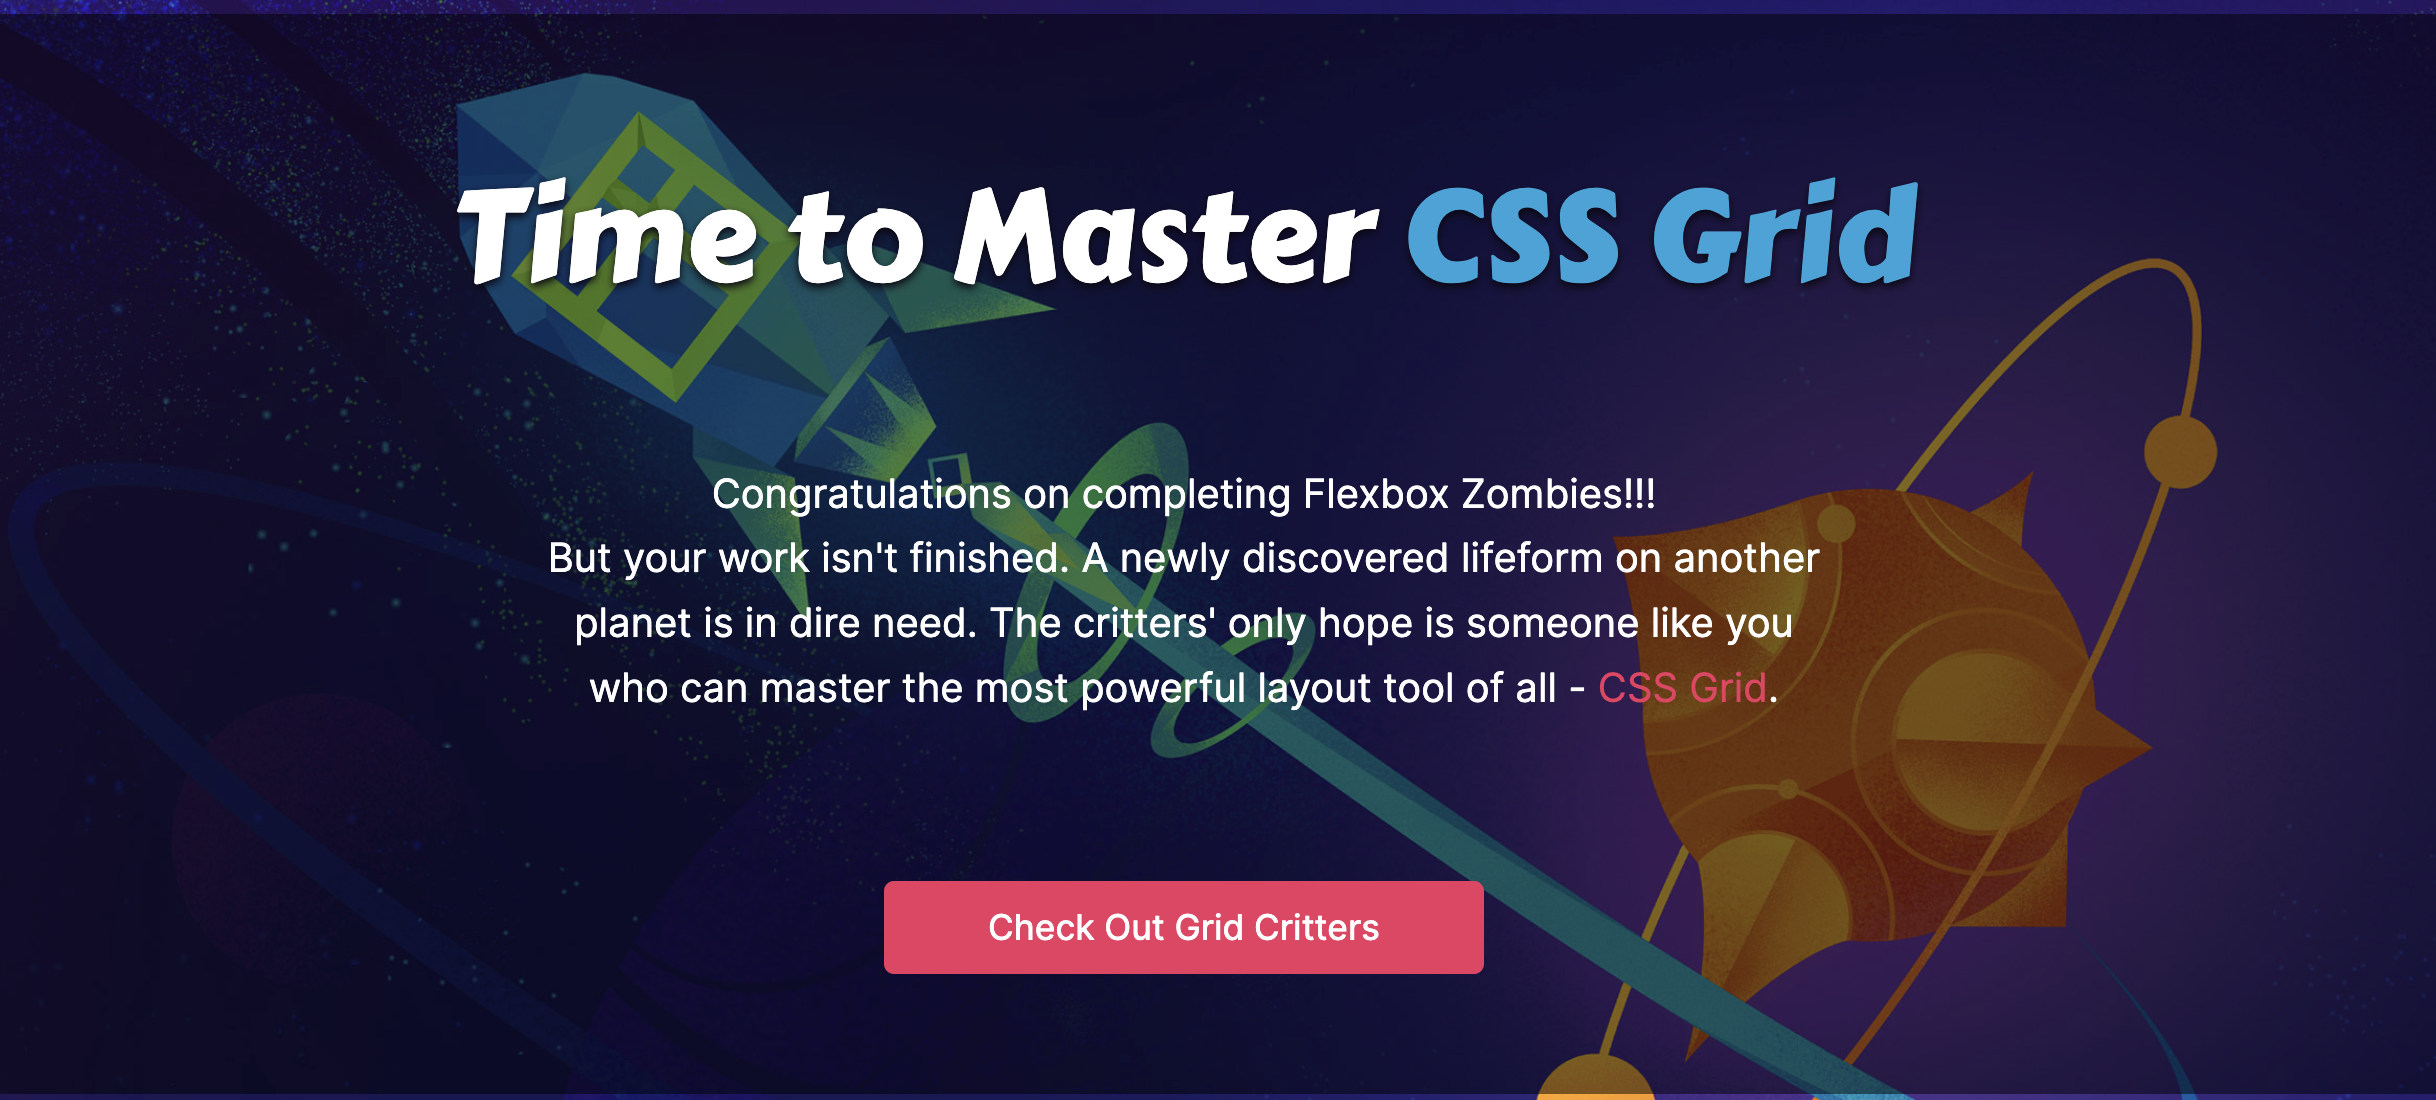 Time to Master CSS Grid
Congratulations on completing Flexbox Zombies!!!
But your work isn't finished. A newly discovered lifeform on another
planet is in dire need. The critters' only hope is someone like you
who can master the most powerful layout tool of all - CSS Grid.
Check Out Grid Critters